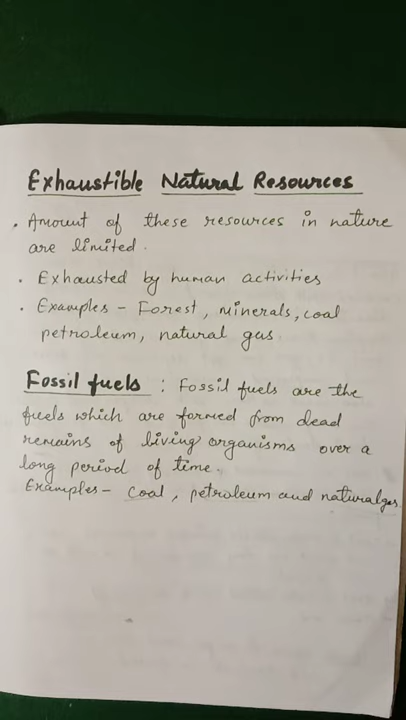 Exhaustible Natural Resources
• Amount of these resources in nature
are limited.
• Exhausted by human activities
• Examples - Forest, minerals, coal
petroleum, natural gas.
Fossil fuels : Fossil fuels are the
fuels which are formed from dead
remains of living organisms over a
long period of time.
Examples - coal, petroleum and natural gas.